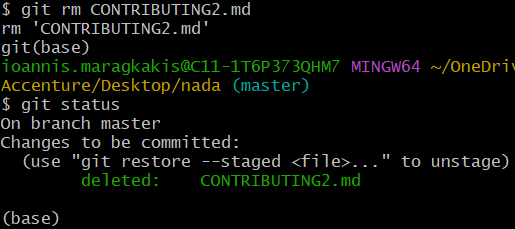 $ git rm CONTRIBUTING2.md
rm 'CONTRIBUTING2.md'
git(base)
ioannis.maragkakis@C11-1T6P373QHM7 MINGW64 ~/OneDriv
Accenture/Desktop/nada (master)
$ git status
On branch master
Changes to be committed:
  (use "git restore --staged <file>..." to unstage)
        deleted:    CONTRIBUTING2.md
(base)